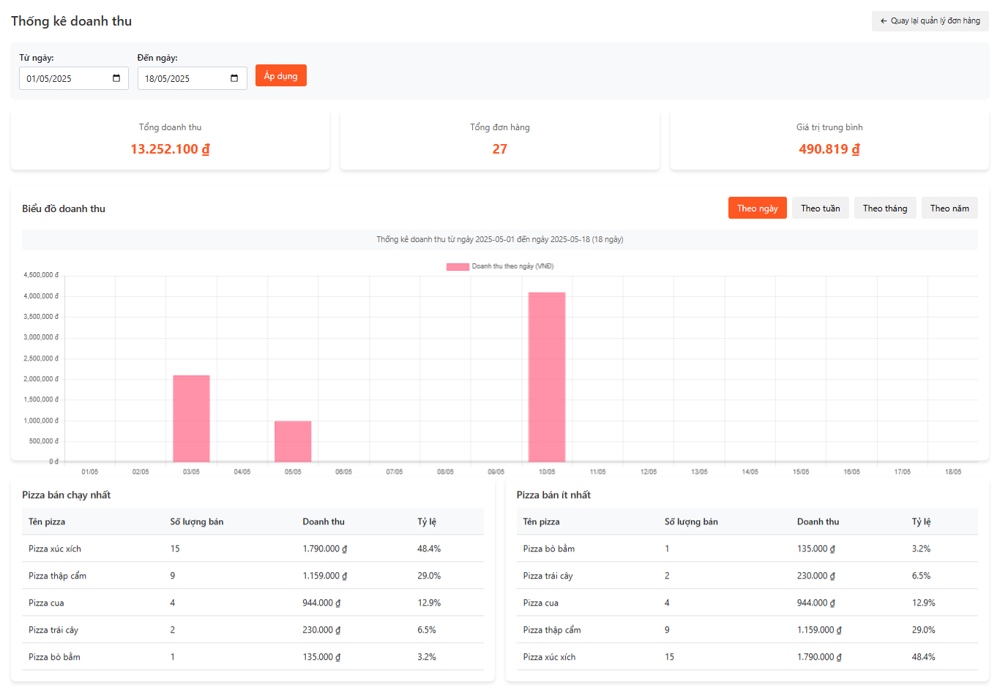 Thống kê doanh thu
← Quay lại quản lý đơn hàng
Từ ngày:
Đến ngày:
01/05/2025
18/05/2025
Áp dụng
Tổng doanh thu
13.252.100 ₫
Tổng đơn hàng
27
Giá trị trung bình
490.819 ₫
Biểu đồ doanh thu
Theo ngày
Theo tuần
Theo tháng
Theo năm
Thống kê doanh thu từ ngày 2025-05-01 đến ngày 2025-05-18 (18 ngày)
Doanh thu theo ngày (VNĐ)
4,500,000 đ
4,000,000 đ
3,500,000 đ
3,000,000 đ
2,500,000 đ
2,000,000 đ
1,500,000 đ
1,000,000 đ
500,000 đ
0 đ
01/05 02/05 03/05 04/05 05/05 06/05 07/05 08/05 09/05 10/05 11/05 12/05 13/05 14/05 15/05 16/05 17/05 18/05
Pizza bán chạy nhất
Tên pizza Số lượng bán Doanh thu Tỷ lệ
Pizza xúc xích 15 1.790.000 ₫ 48.4%
Pizza thập cẩm 9 1.159.000 ₫ 29.0%
Pizza cua 4 944.000 ₫ 12.9%
Pizza trái cây 2 230.000 ₫ 6.5%
Pizza bò bằm 1 135.000 ₫ 3.2%
Pizza bán ít nhất
Tên pizza Số lượng bán Doanh thu Tỷ lệ
Pizza bò bằm 1 135.000 ₫ 3.2%
Pizza trái cây 2 230.000 ₫ 6.5%
Pizza cua 4 944.000 ₫ 12.9%
Pizza thập cẩm 9 1.159.000 ₫ 29.0%
Pizza xúc xích 15 1.790.000 ₫ 48.4%